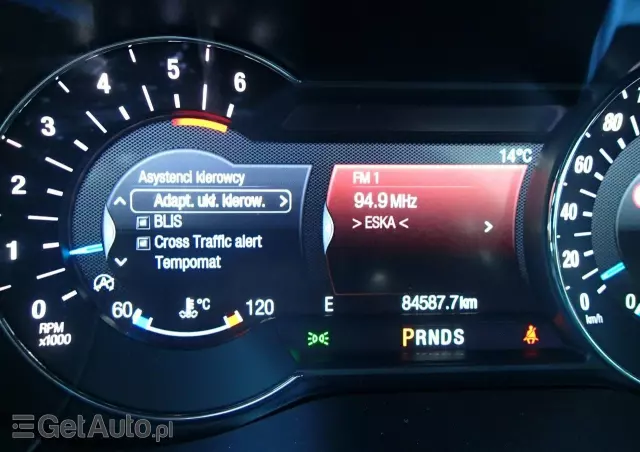 5
6
4
3
2
1
0
RPM
x1000
Asystenci kierowcy
Adapt. ukł. kierow.
BLIS
Cross Traffic alert
Tempomat
60
°C
120
14°C
FM 1
94.9 MHz
> ESKA <
E
84587.7 km
PRNDS
80
60
40
20
0
km/h
0
GetAuto.pl